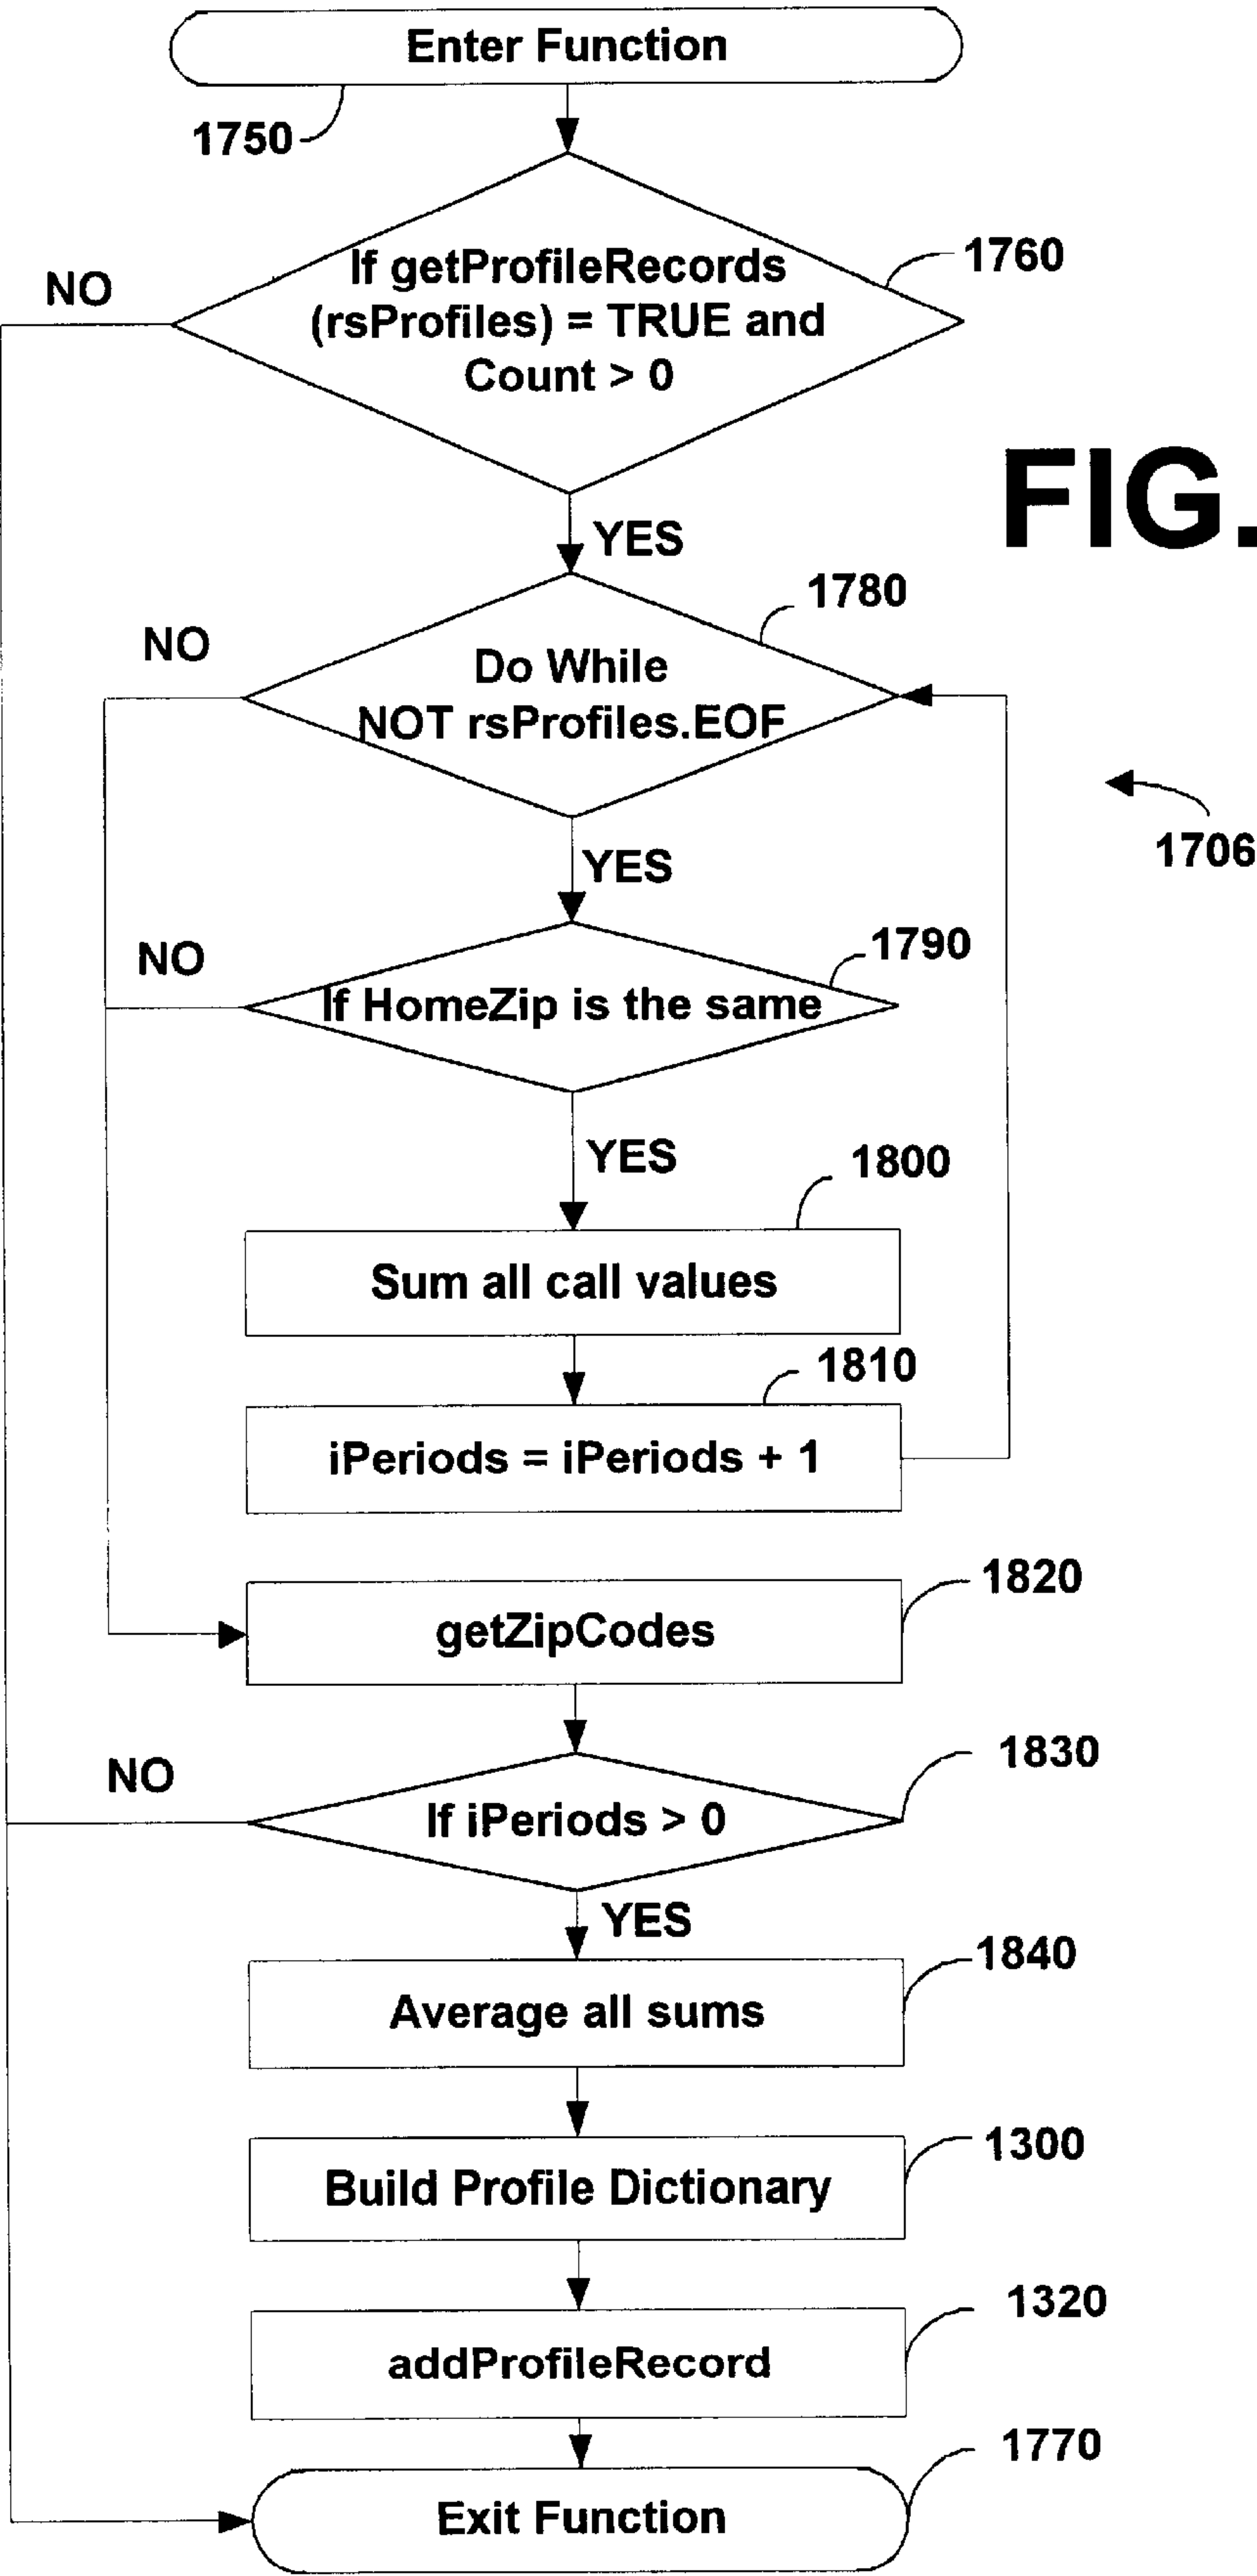 Enter Function
1750
If getProfileRecords
(rsProfiles) = TRUE and
Count > 0
1760
NO
FIG.
YES
1780
NO
Do While
NOT rsProfiles.EOF
1706
YES
NO
1790
If HomeZip is the same
YES
1800
Sum all call values
1810
iPeriods = iPeriods + 1
1820
getZipCodes
1830
NO
If iPeriods > 0
YES
1840
Average all sums
1300
Build Profile Dictionary
1320
addProfileRecord
1770
Exit Function